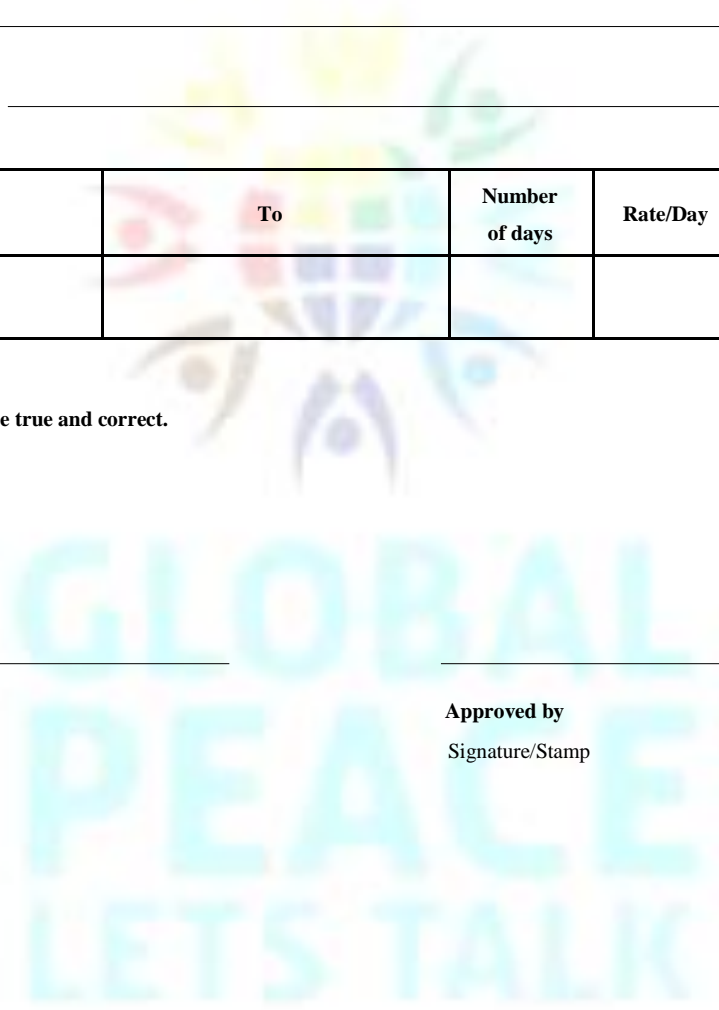 To
Number
of days
Rate/Day
e true and correct.
Approved by
Signature/Stamp
GLOBAL
PEACE
LETS TALK